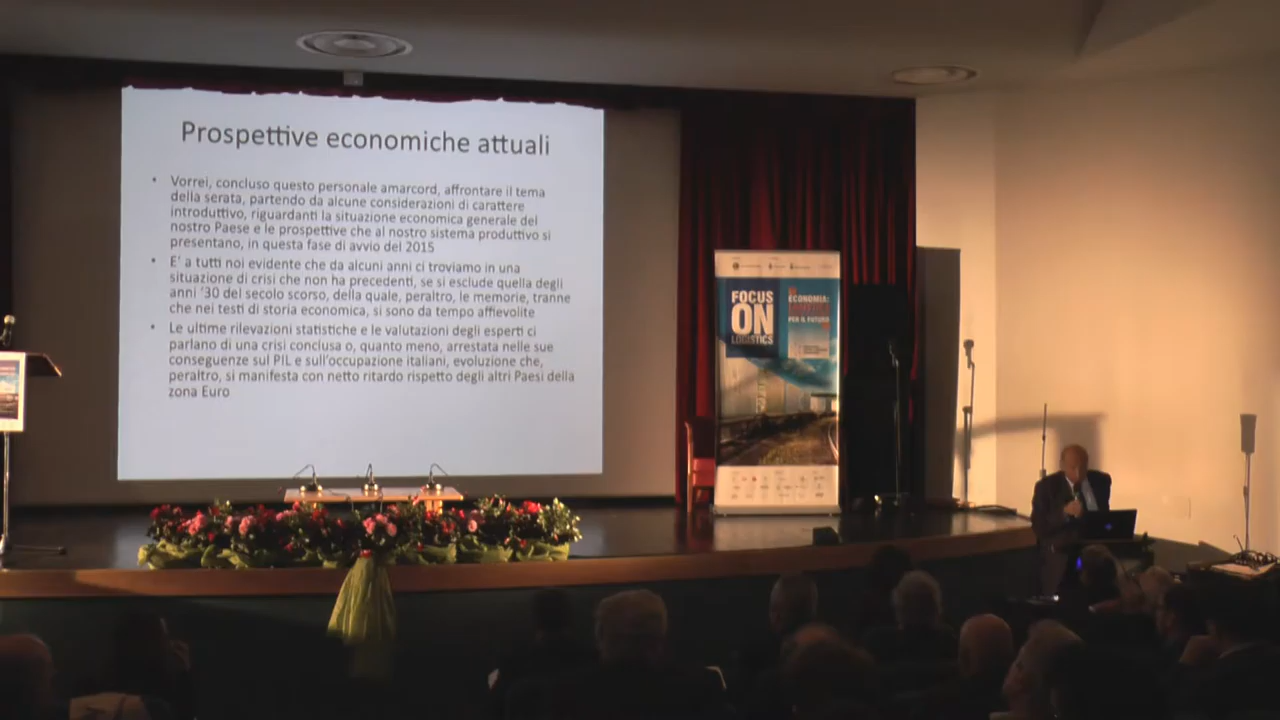 Prospettive economiche attuali
• Vorrei, concluso questo personale amarcord, affrontare il tema
della serata, partendo da alcune considerazioni di carattere
introduttivo, riguardanti la situazione economica generale del
nostro Paese e le prospettive che al nostro sistema produttivo si
presentano, in questa fase di avvio del 2015
• E' a tutti noi evidente che da alcuni anni ci troviamo in una
situazione di crisi che non ha precedenti, se si esclude quella degli
anni '30 del secolo scorso, della quale, peraltro, le memorie, tranne
che nei testi di storia economica, si sono da tempo affievolite
• Le ultime rilevazioni statistiche e le valutazioni degli esperti ci
parlano di una crisi conclusa o, quanto meno, arrestata nelle sue
conseguenze sul PIL e sull'occupazione italiani, evoluzione che,
peraltro, si manifesta con netto ritardo rispetto degli altri Paesi della
zona Euro
FOCUS
ON
LOGISTICS
ECONOMIA:
PER IL FUTURO